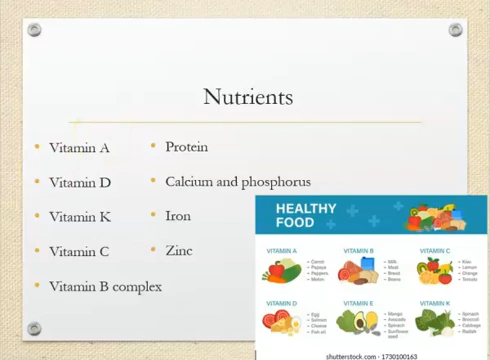 Nutrients
• Vitamin A
• Vitamin D
• Vitamin K
• Vitamin C
• Vitamin B complex
• Protein
• Calcium and phosphorus
• Iron
• Zinc
HEALTHY
FOOD
VITAMIN A
• Carrot
• Papaya
• Peppers
• Melon
VITAMIN B
• Milk
• Meat
• Bread
• Beans
VITAMIN C
• Kiwi
• Lemon
• Orange
• Tomato
VITAMIN D
• Egg
• Salmon
• Cheese
• Fish oil
VITAMIN E
• Mango
• Avocado
• Spinach
• Sunflower
seed
VITAMIN K
• Spinach
• Broccoli
• Cabbage
• Radish
shutterstock.com · 1730100163